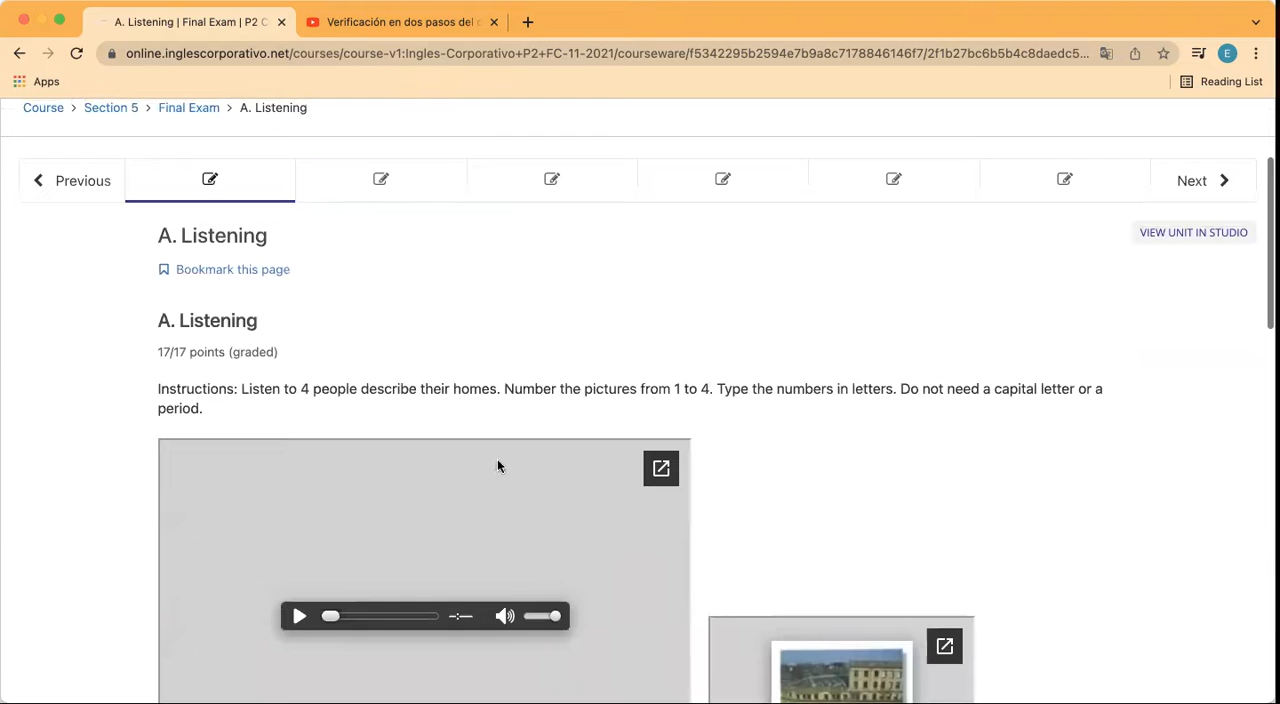 A. Listening | Final Exam | P2 C
Verificación en dos pasos del
online.inglescorporativo.net/courses/course-v1:Ingles-Corporativo+P2+FC-11-2021/courseware/f5342295b2594e7b9a8c7178846146f7/2f1b27bc6b5b4c8daedc5...
E
Apps
Reading List
Course > Section 5 > Final Exam > A. Listening
Previous
Next
A. Listening
VIEW UNIT IN STUDIO
Bookmark this page
A. Listening
17/17 points (graded)
Instructions: Listen to 4 people describe their homes. Number the pictures from 1 to 4. Type the numbers in letters. Do not need a capital letter or a
period.
--:--